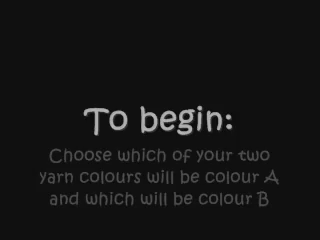 To begin:
Choose which of your two
yarn colours will be colour A
and which will be colour B